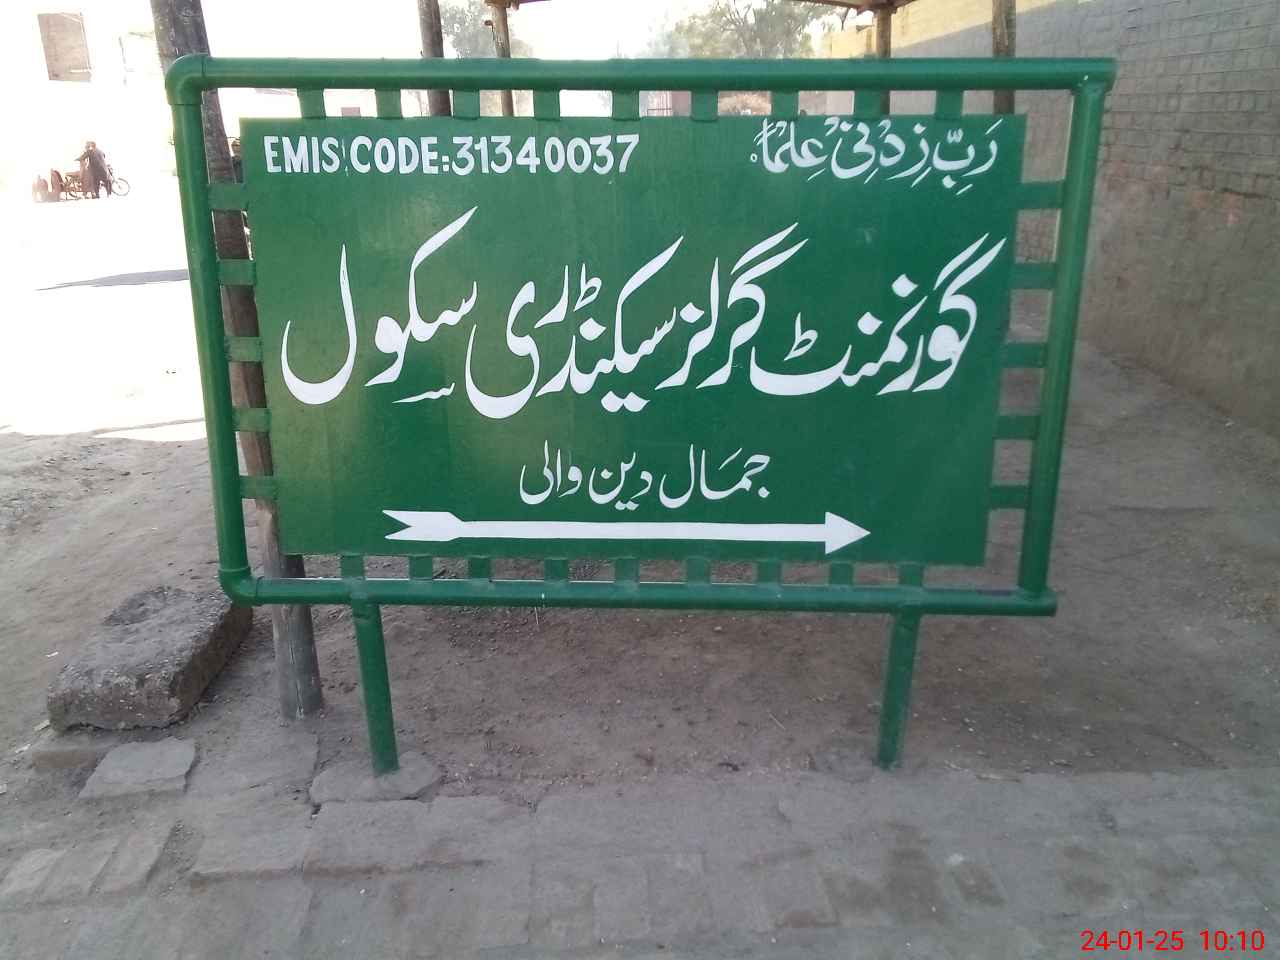 EMIS CODE:31340037 رَبِّ زِدْنِیْ عِلْمًا
گورنمنٹ گرلز سیکنڈری سکول
جمال دین والی
24-01-25 10:10